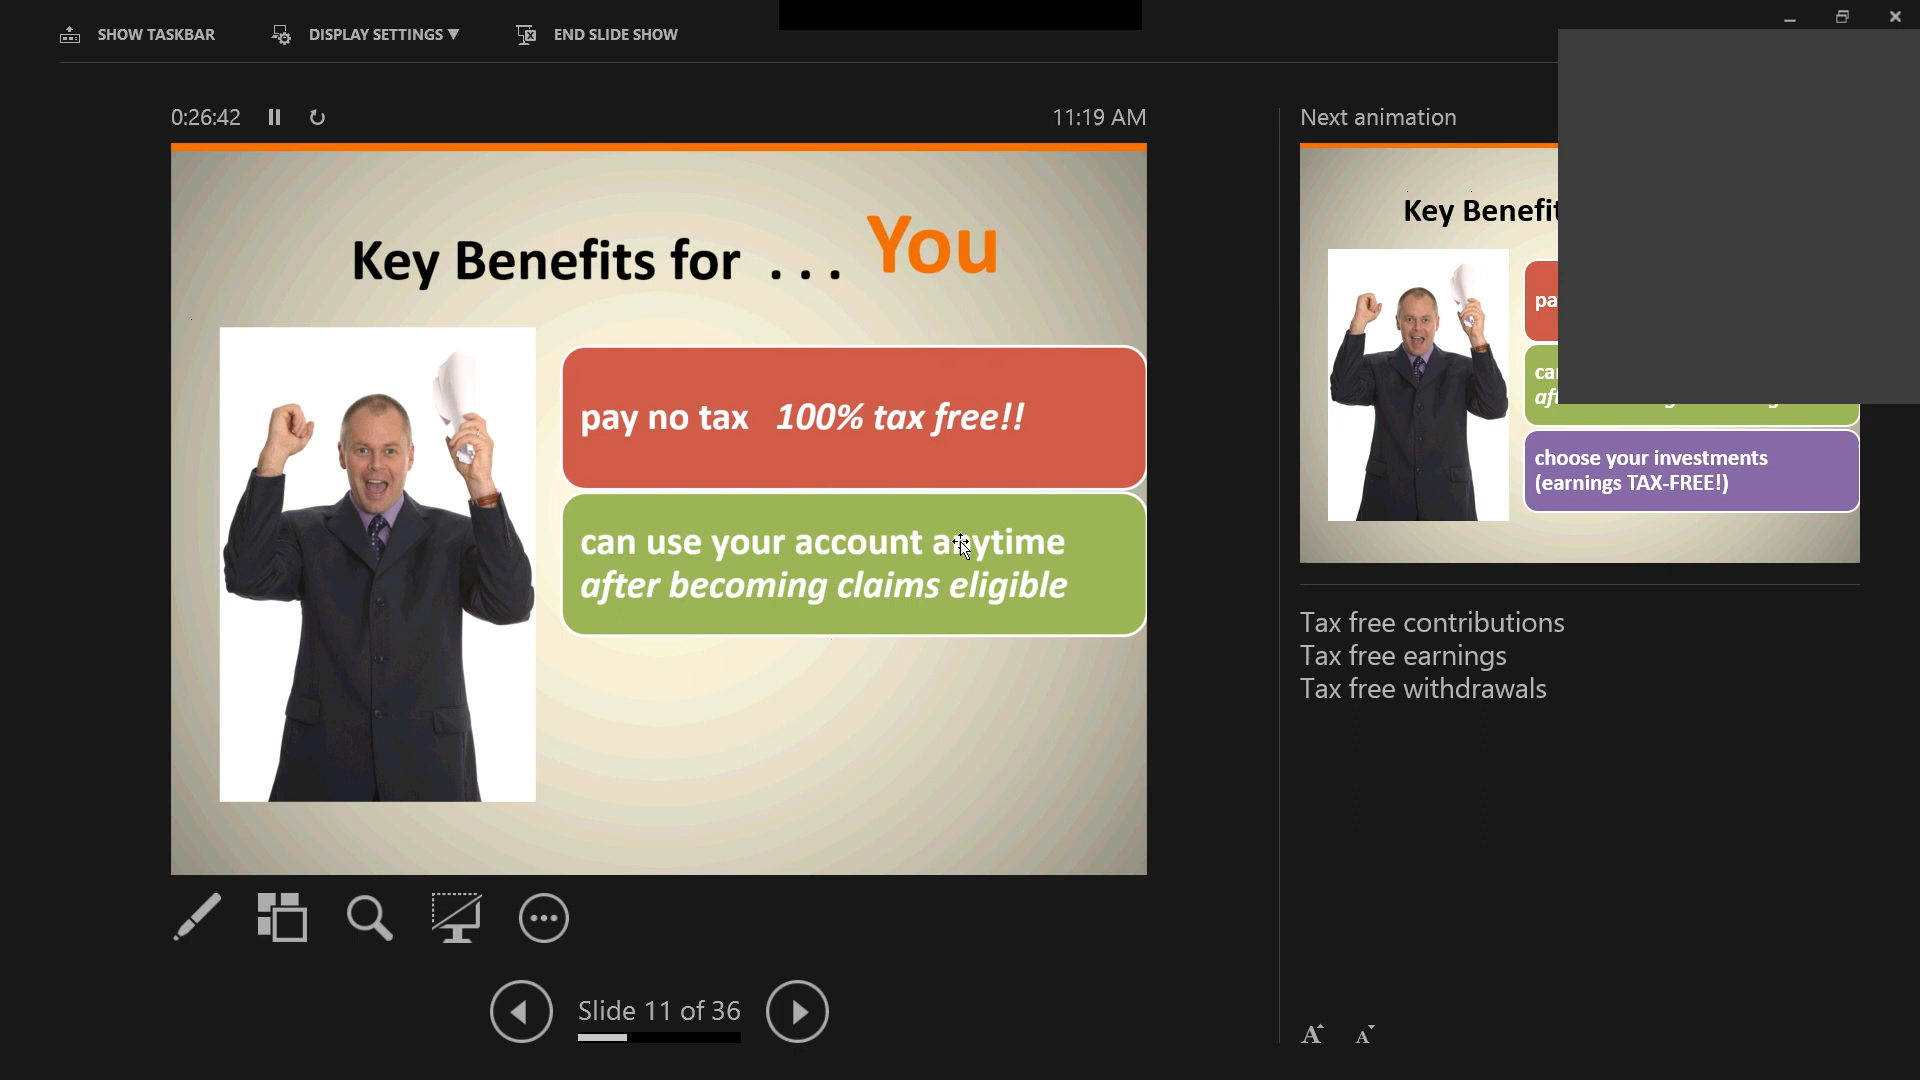 SHOW TASKBAR
DISPLAY SETTINGS ▼
END SLIDE SHOW
0:26:42
11:19 AM
Key Benefits for . . . You
pay no tax 100% tax free!!
can use your account anytime
after becoming claims eligible
Slide 11 of 36
Next animation
Key Benefit
choose your investments
(earnings TAX-FREE!)
Tax free contributions
Tax free earnings
Tax free withdrawals
A A